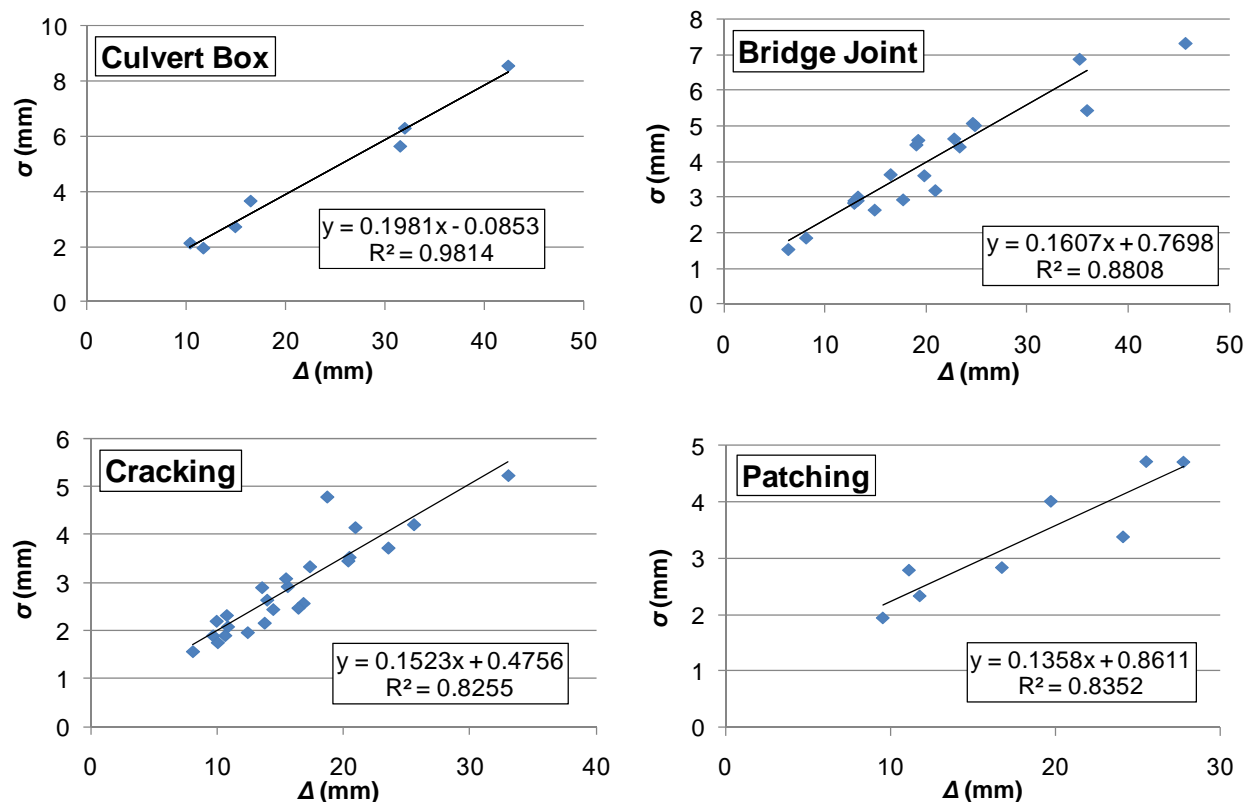 Culvert Box
σ (mm)
10
8
6
4
2
0
y = 0.1981x - 0.0853
R² = 0.9814
0 10 20 30 40 50
Δ (mm)
Bridge Joint
σ (mm)
8
7
6
5
4
3
2
1
0
y = 0.1607x + 0.7698
R² = 0.8808
0 10 20 30 40 50
Δ (mm)
Cracking
σ (mm)
6
5
4
3
2
1
0
y = 0.1523x + 0.4756
R² = 0.8255
0 10 20 30 40
Δ (mm)
Patching
σ (mm)
5
4
3
2
1
0
y = 0.1358x + 0.8611
R² = 0.8352
0 10 20 30
Δ (mm)